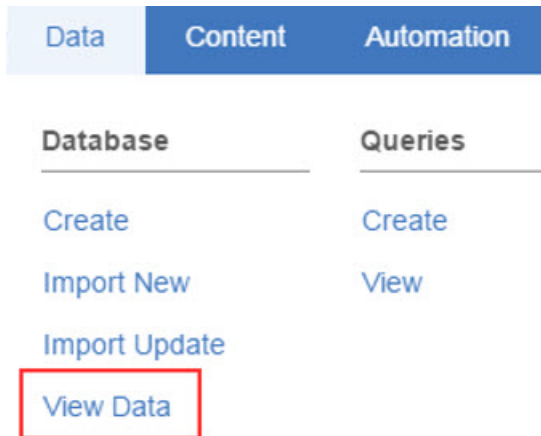 Data Content Automation
Database Queries
Create Create
Import New View
Import Update
View Data